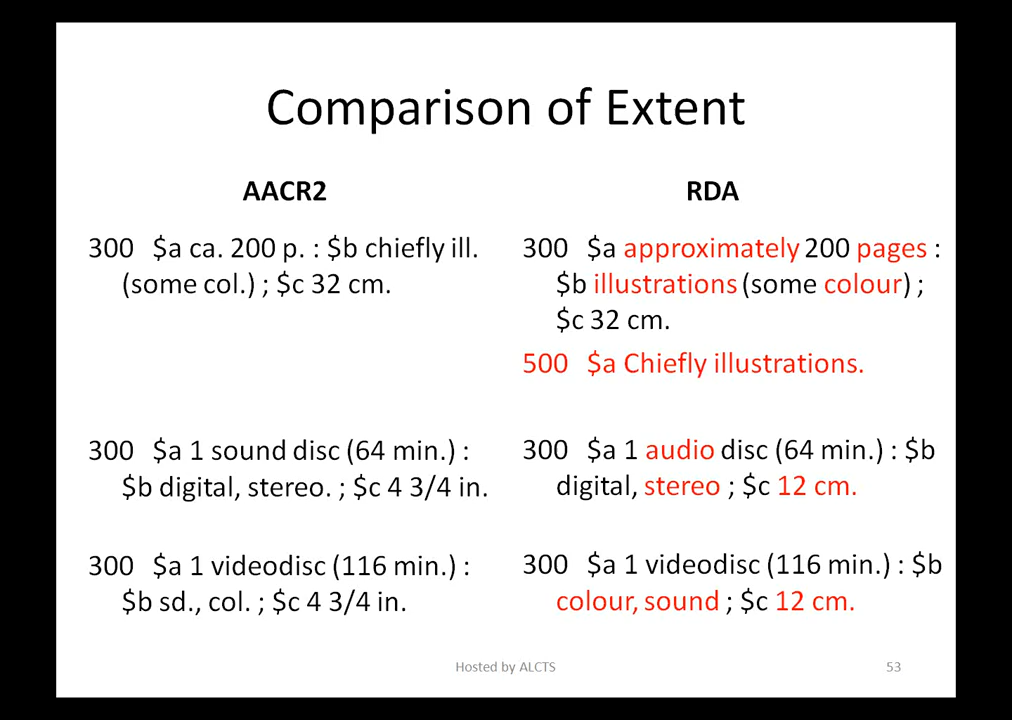 Comparison of Extent
AACR2
300 $a ca. 200 p. : $b chiefly ill.
(some col.) ; $c 32 cm.
300 $a 1 sound disc (64 min.) :
$b digital, stereo. ; $c 4 3/4 in.
300 $a 1 videodisc (116 min.) :
$b sd., col. ; $c 4 3/4 in.
RDA
300 $a approximately 200 pages :
$b illustrations (some colour) ;
$c 32 cm.
500 $a Chiefly illustrations.
300 $a 1 audio disc (64 min.) : $b
digital, stereo ; $c 12 cm.
300 $a 1 videodisc (116 min.) : $b
colour, sound ; $c 12 cm.
Hosted by ALCTS
53